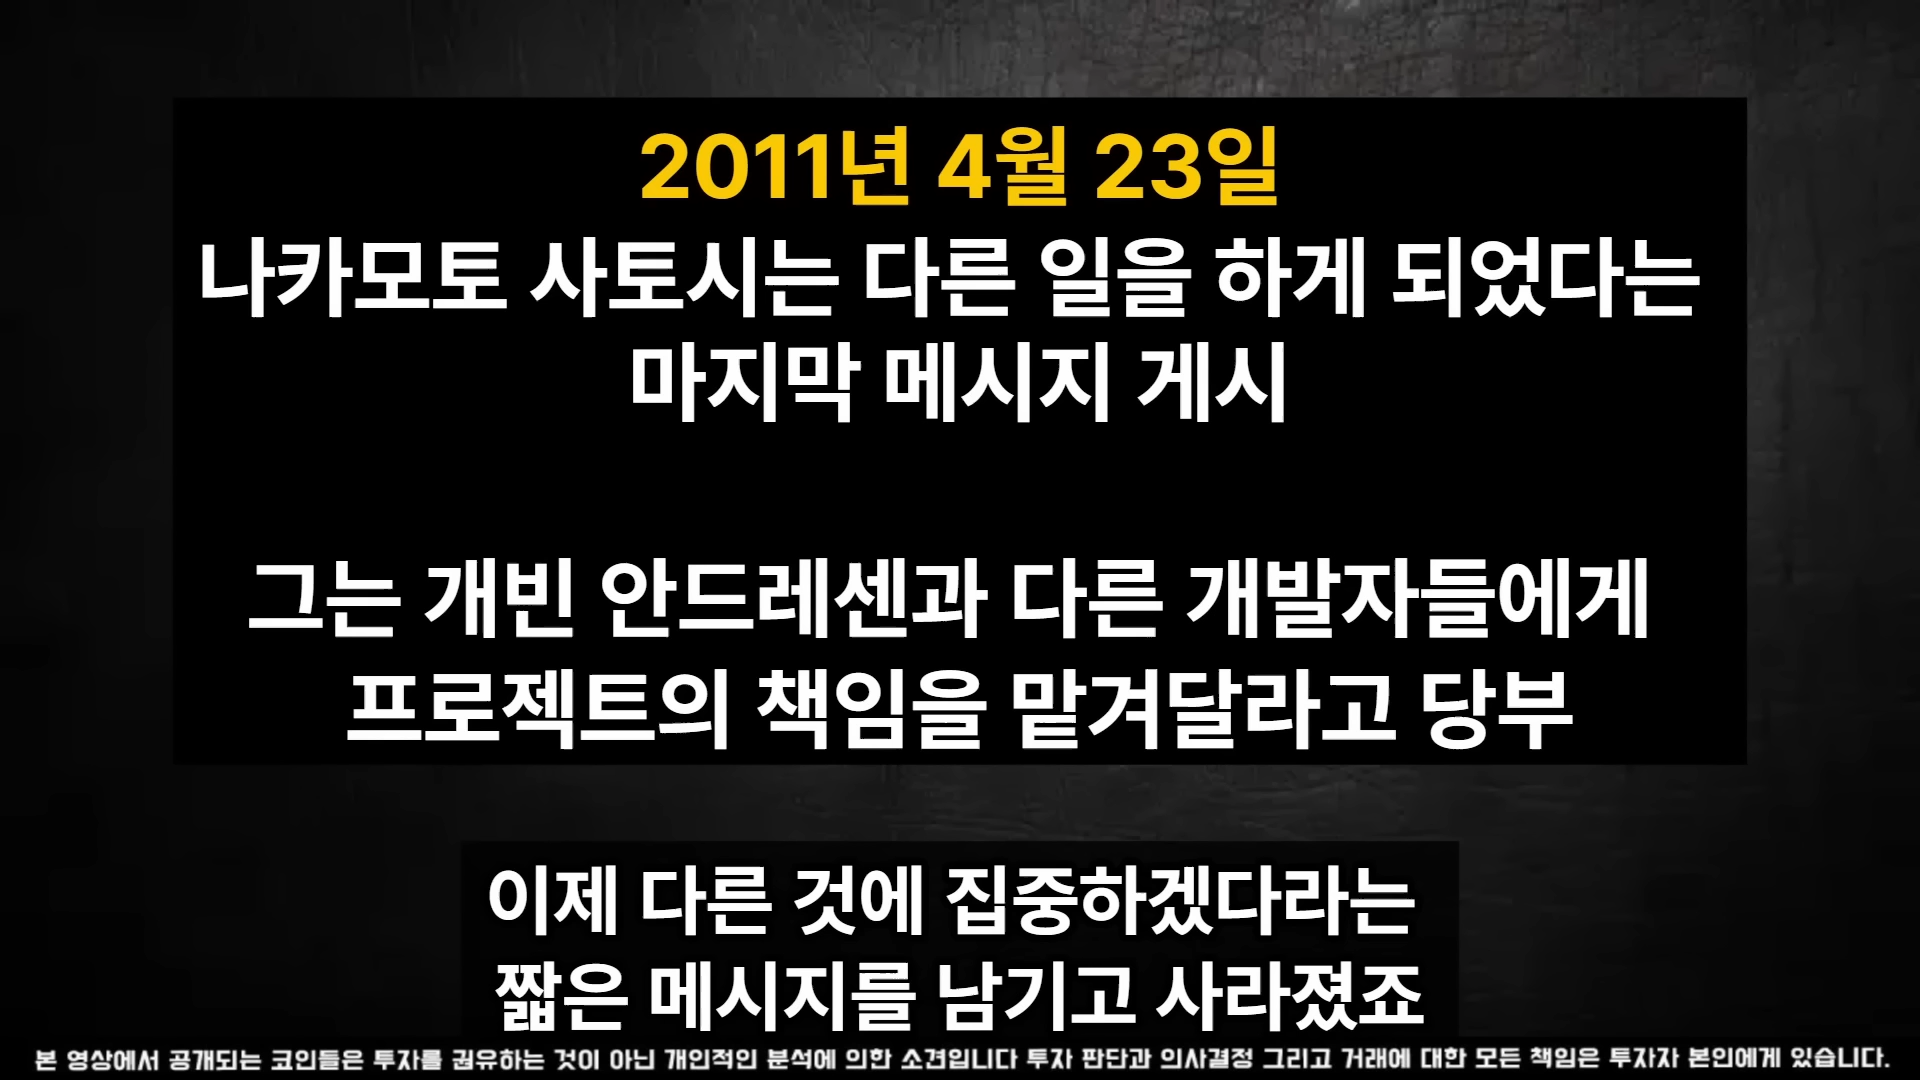 2011년 4월 23일
나카모토 사토시는 다른 일을 하게 되었다는
마지막 메시지 게시
그는 개빈 안드레센과 다른 개발자들에게
프로젝트의 책임을 맡겨달라고 당부
이제 다른 것에 집중하겠다라는
짧은 메시지를 남기고 사라졌죠
본 영상에서 공개되는 코인들은 투자를 권유하는 것이 아닌 개인적인 분석에 의한 소견입니다 투자 판단과 의사결정 그리고 거래에 대한 모든 책임은 투자자 본인에게 있습니다.